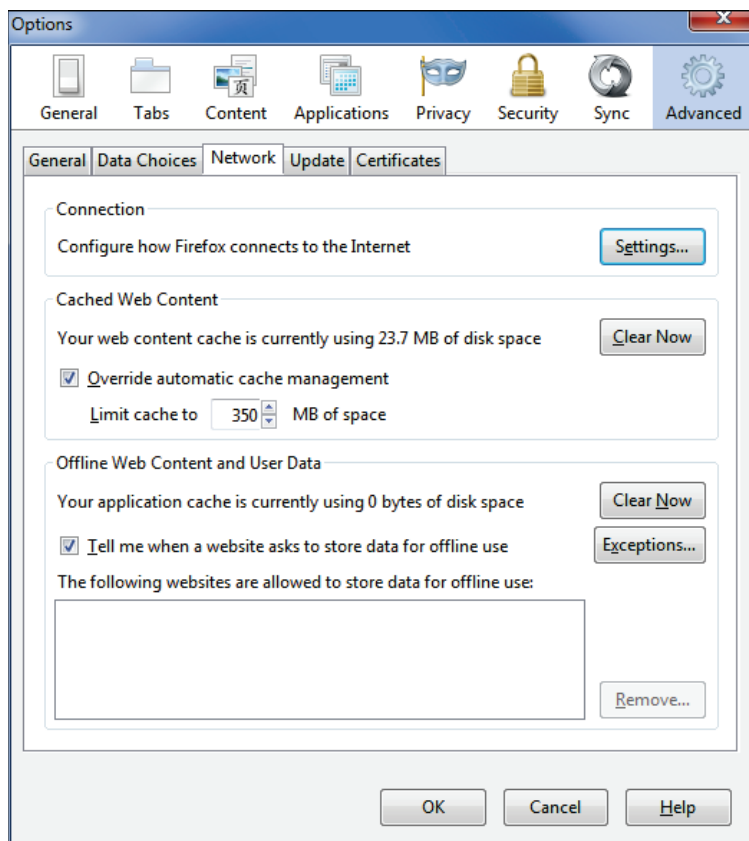 Options
页
General Tabs Content Applications Privacy Security Sync Advanced
General Data Choices Network Update Certificates
Connection
Configure how Firefox connects to the Internet Settings...
Cached Web Content
Your web content cache is currently using 23.7 MB of disk space Clear Now
Override automatic cache management
Limit cache to 350 MB of space
Offline Web Content and User Data
Your application cache is currently using 0 bytes of disk space Clear Now
Tell me when a website asks to store data for offline use Exceptions...
The following websites are allowed to store data for offline use:
Remove...
OK Cancel Help